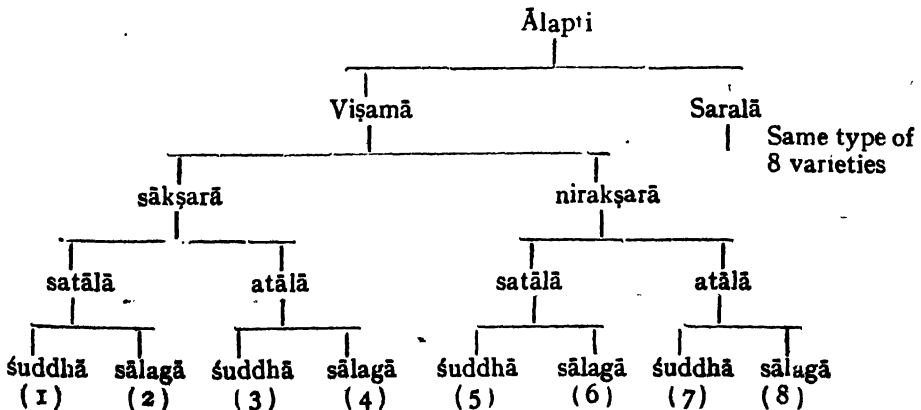 Ālapti
Viṣamā Saralā
Same type of
8 varieties
sākṣarā nirakṣarā
satālā atālā satālā atālā
śuddhā sālagā śuddhā sālagā śuddhā sālagā śuddhā sālagā
(1) (2) (3) (4) (5) (6) (7) (8)